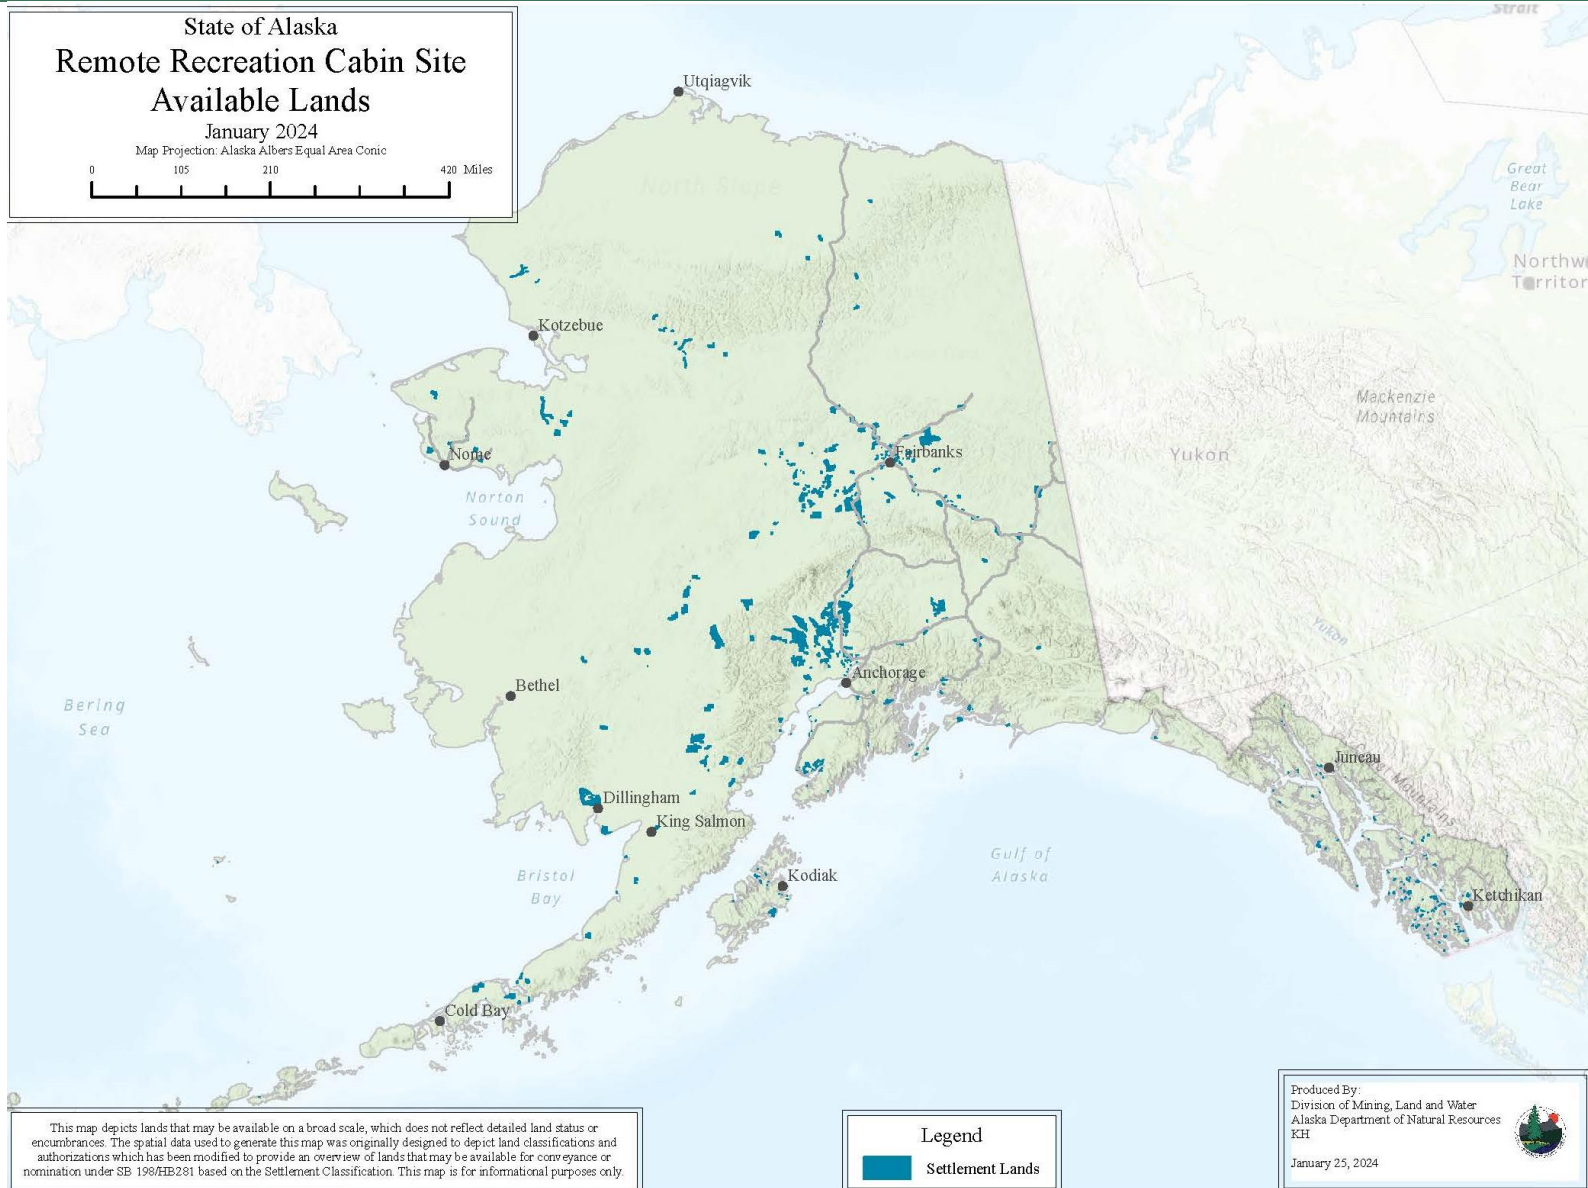 State of Alaska
Remote Recreation Cabin Site
Available Lands
January 2024
Map Projection: Alaska Albers Equal Area Conic
0 105 210 420 Miles
Strait
Utqiagvik
North Slope
Great
Bear
Lake
Kotzebue
Mackenzie
Mountains
Nome
Fairbanks
Yukon
Norton
Sound
Yukon
Anchorage
Bethel
Bering
Sea
Juneau
Mountains
Dillingham
King Salmon
Gulf of
Alaska
Bristol
Bay
Kodiak
Ketchikan
Cold Bay
This map depicts lands that may be available on a broad scale, which does not reflect detailed land status or
encumbrances. The spatial data used to generate this map was originally designed to depict land classifications and
authorizations which has been modified to provide an overview of lands that may be available for conveyance or
nomination under SB 198/HB281 based on the Settlement Classification. This map is for informational purposes only.
Legend
Settlement Lands
Produced By:
Division of Mining, Land and Water
Alaska Department of Natural Resources
KH
January 25, 2024